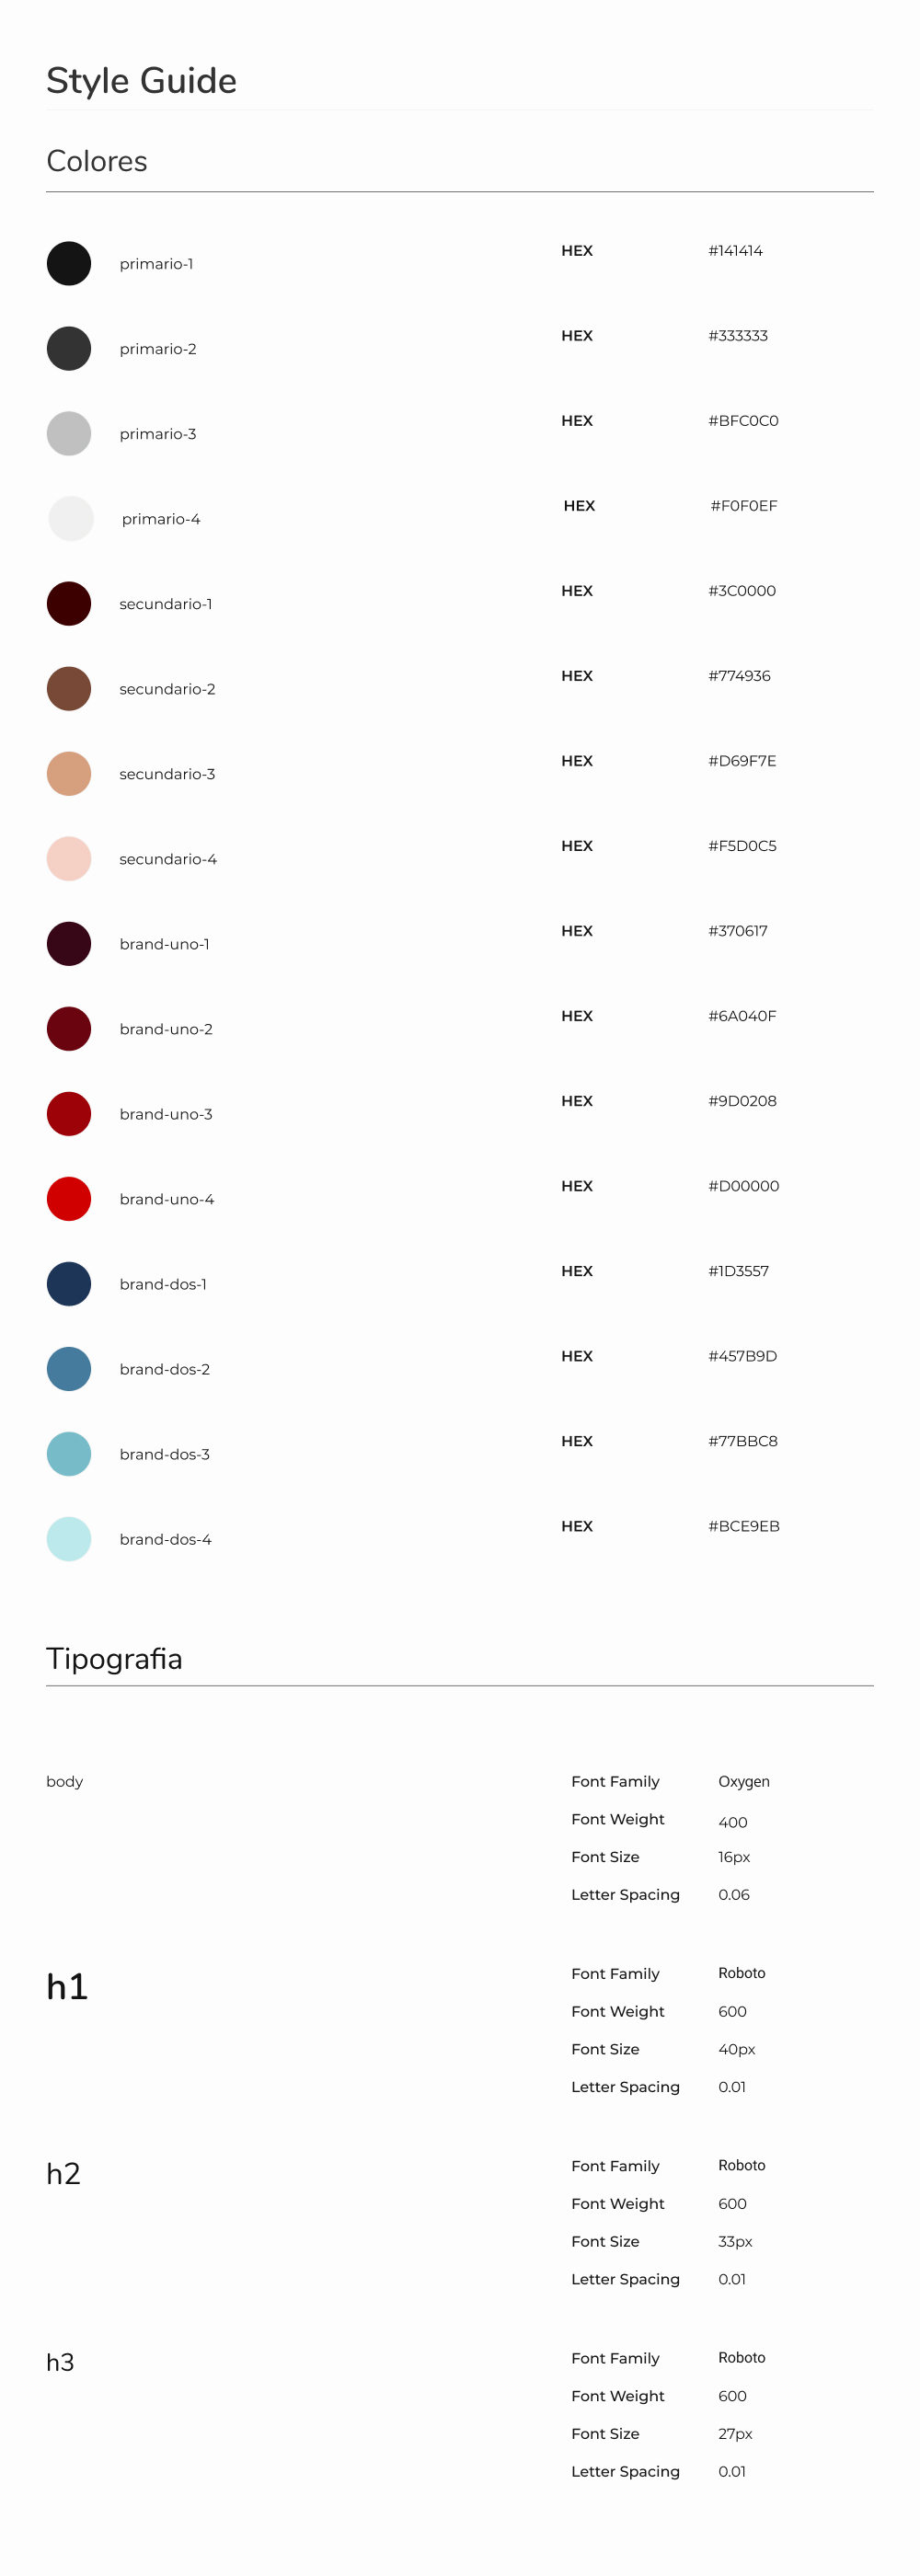 Style Guide
Colores
primario-1 HEX #141414
primario-2 HEX #333333
primario-3 HEX #BFC0C0
primario-4 HEX #F0F0EF
secundario-1 HEX #3C0000
secundario-2 HEX #774936
secundario-3 HEX #D69F7E
secundario-4 HEX #F5D0C5
brand-uno-1 HEX #370617
brand-uno-2 HEX #6A040F
brand-uno-3 HEX #9D0208
brand-uno-4 HEX #D00000
brand-dos-1 HEX #1D3557
brand-dos-2 HEX #457B9D
brand-dos-3 HEX #77BBC8
brand-dos-4 HEX #BCE9EB
Tipografia
body Font Family Oxygen
Font Weight 400
Font Size 16px
Letter Spacing 0.06
h1 Font Family Roboto
Font Weight 600
Font Size 40px
Letter Spacing 0.01
h2 Font Family Roboto
Font Weight 600
Font Size 33px
Letter Spacing 0.01
h3 Font Family Roboto
Font Weight 600
Font Size 27px
Letter Spacing 0.01